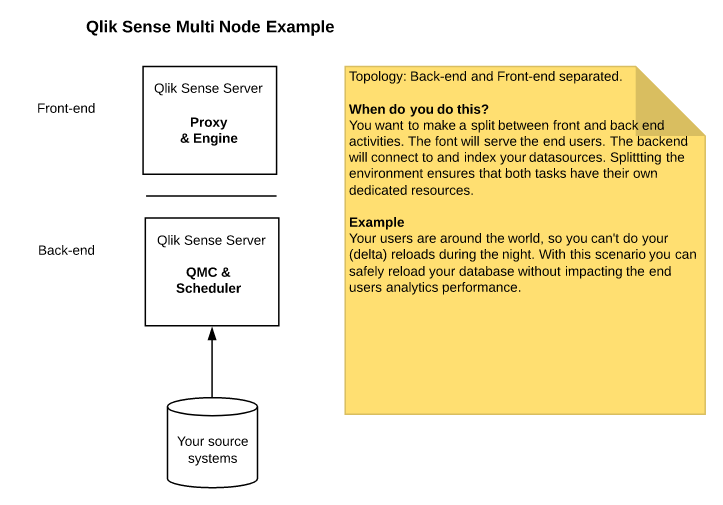 Qlik Sense Multi Node Example
Front-end
Qlik Sense Server
Proxy
& Engine
Back-end
Qlik Sense Server
QMC &
Scheduler
Your source
systems
Topology: Back-end and Front-end separated.
When do you do this?
You want to make a split between front and back end
activities. The font will serve the end users. The backend
will connect to and index your datasources. Splittting the
environment ensures that both tasks have their own
dedicated resources.
Example
Your users are around the world, so you can't do your
(delta) reloads during the night. With this scenario you can
safely reload your database without impacting the end
users analytics performance.